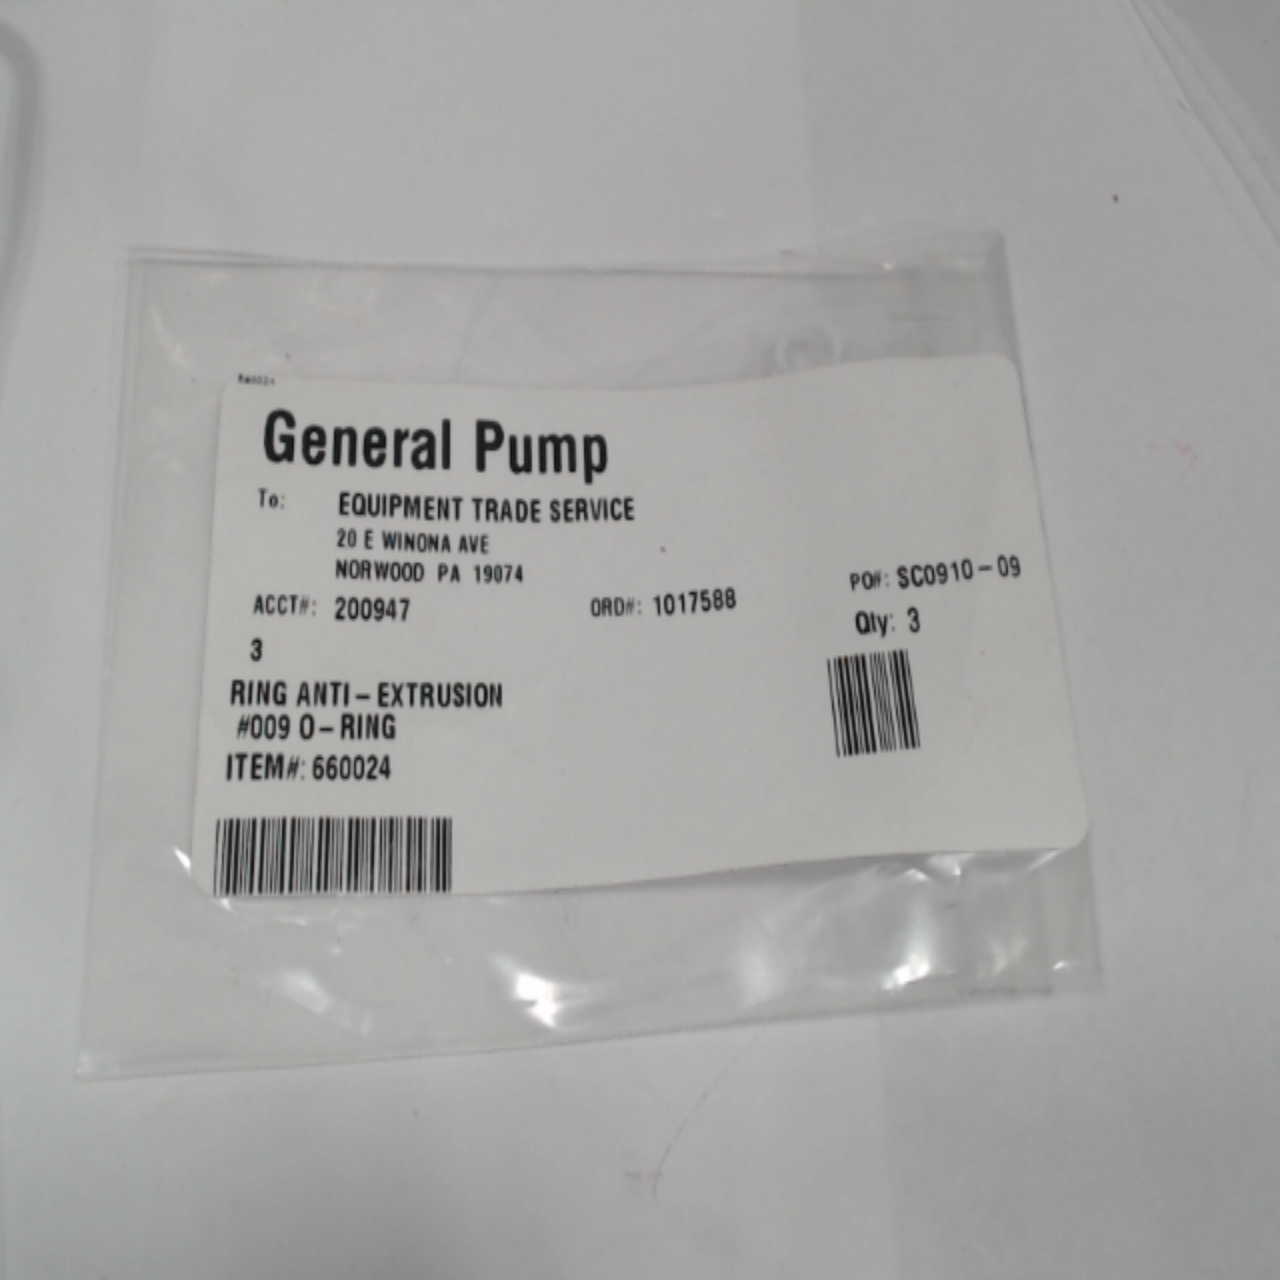 660024
General Pump
To: EQUIPMENT TRADE SERVICE
20 E WINONA AVE
NORWOOD PA 19074
ACCT#: 200947 ORD#: 1017588 PO#: SC0910-09
3 Qty: 3
RING ANTI-EXTRUSION
#009 O-RING
ITEM#: 660024